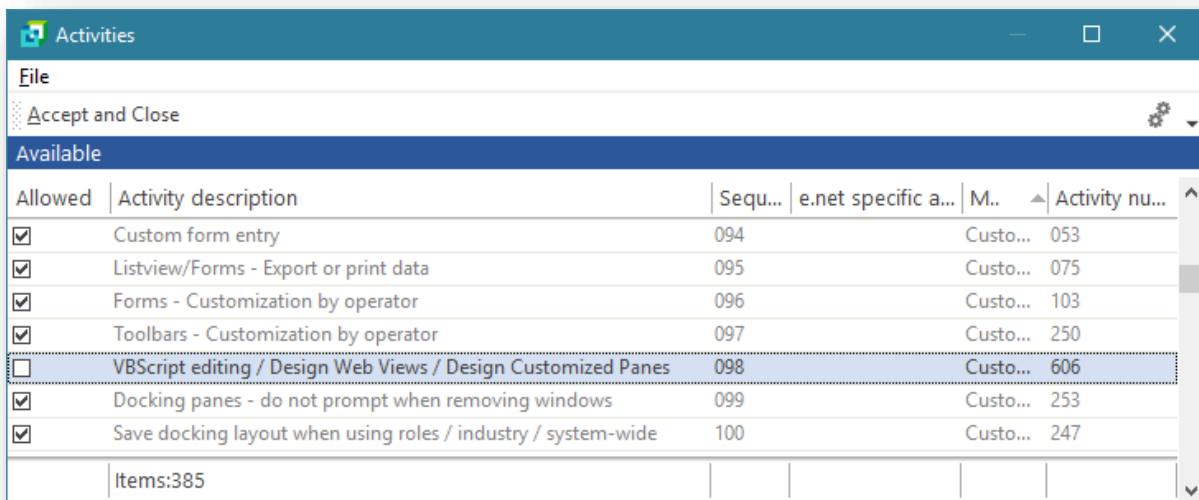 Activities
File
Accept and Close
Available
Allowed Activity description Sequ... e.net specific a... M.. Activity nu...
Custom form entry 094 Custo... 053
Listview/Forms - Export or print data 095 Custo... 075
Forms - Customization by operator 096 Custo... 103
Toolbars - Customization by operator 097 Custo... 250
VBScript editing / Design Web Views / Design Customized Panes 098 Custo... 606
Docking panes - do not prompt when removing windows 099 Custo... 253
Save docking layout when using roles / industry / system-wide 100 Custo... 247
Items:385